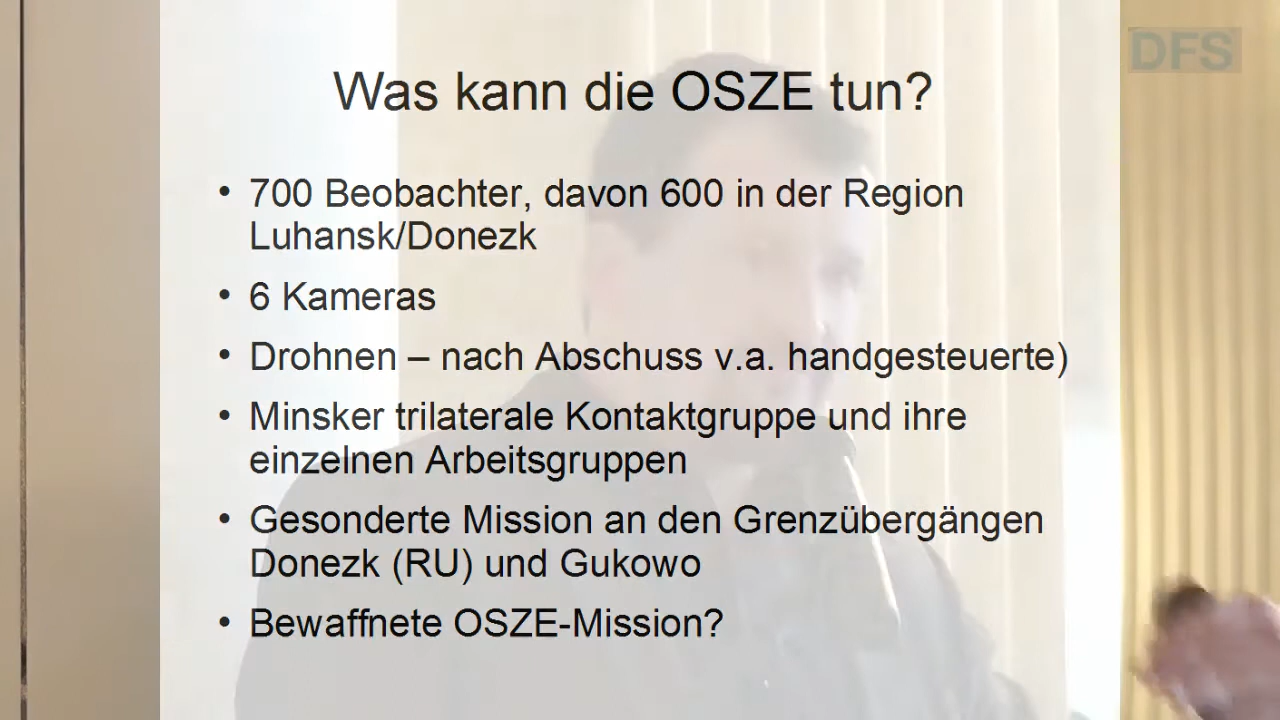 DFS
Was kann die OSZE tun?
• 700 Beobachter, davon 600 in der Region
Luhansk/Donezk
• 6 Kameras
• Drohnen – nach Abschuss v.a. handgesteuerte)
• Minsker trilaterale Kontaktgruppe und ihre
einzelnen Arbeitsgruppen
• Gesonderte Mission an den Grenzübergängen
Donezk (RU) und Gukowo
• Bewaffnete OSZE-Mission?